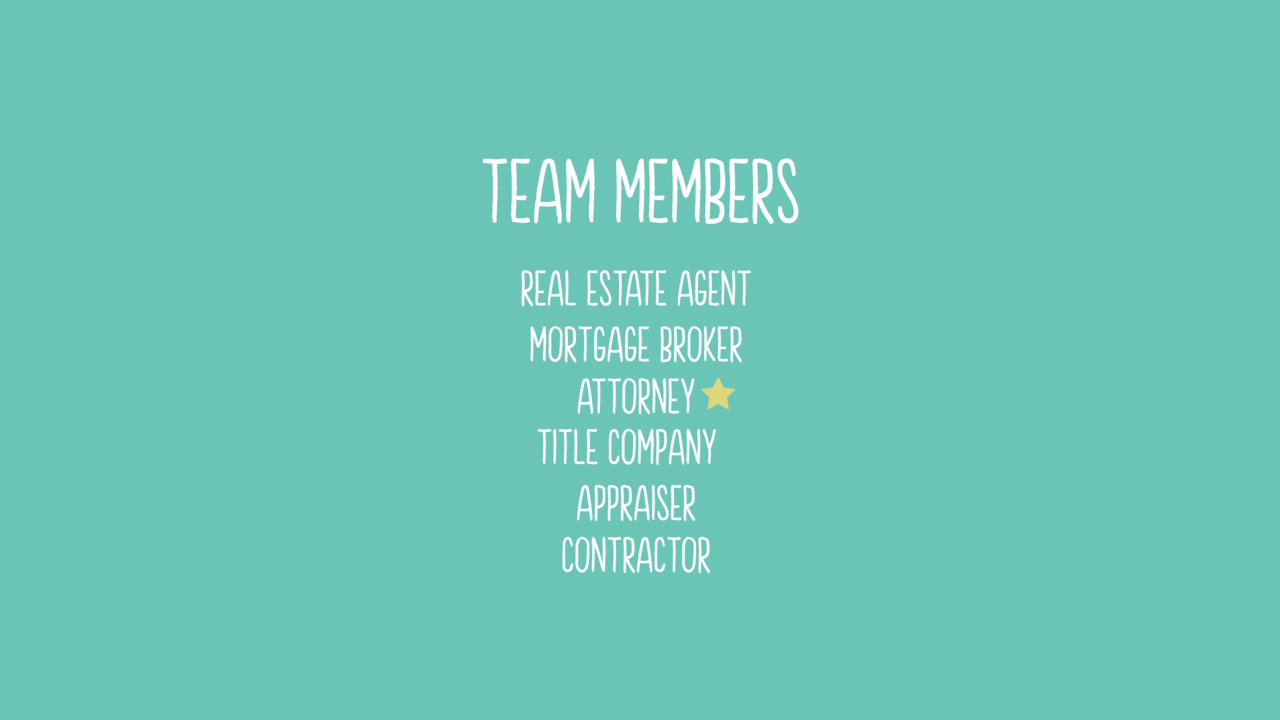 TEAM MEMBERS
REAL ESTATE AGENT
MORTGAGE BROKER
ATTORNEY
TITLE COMPANY
APPRAISER
CONTRACTOR